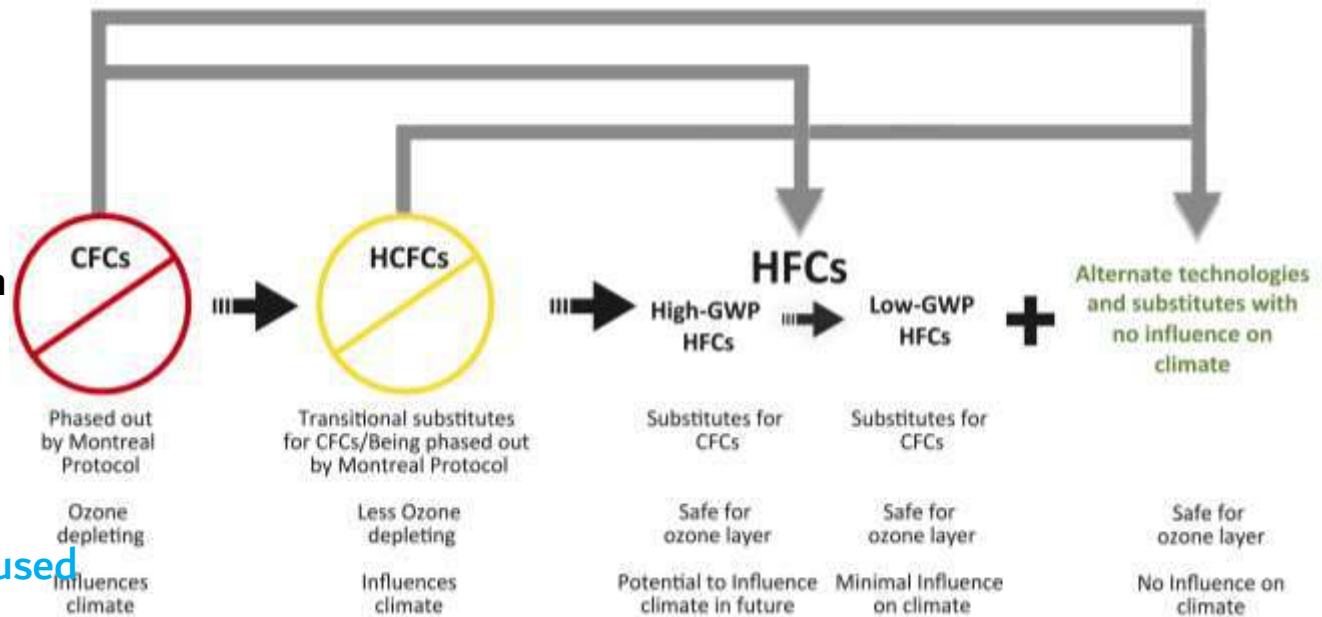 CFCs
HCFCs
HFCs
High-GWP
HFCs
Low-GWP
HFCs
Alternate technologies
and substitutes with
no influence on
climate
Phased out
by Montreal
Protocol
Transitional substitutes
for CFCs/Being phased out
by Montreal Protocol
Substitutes for
CFCs
Substitutes for
CFCs
Ozone
depleting
Less Ozone
depleting
Safe for
ozone layer
Safe for
ozone layer
Safe for
ozone layer
used
Influences
climate
Influences
climate
Potential to Influence
climate in future
Minimal Influence
on climate
No Influence on
climate